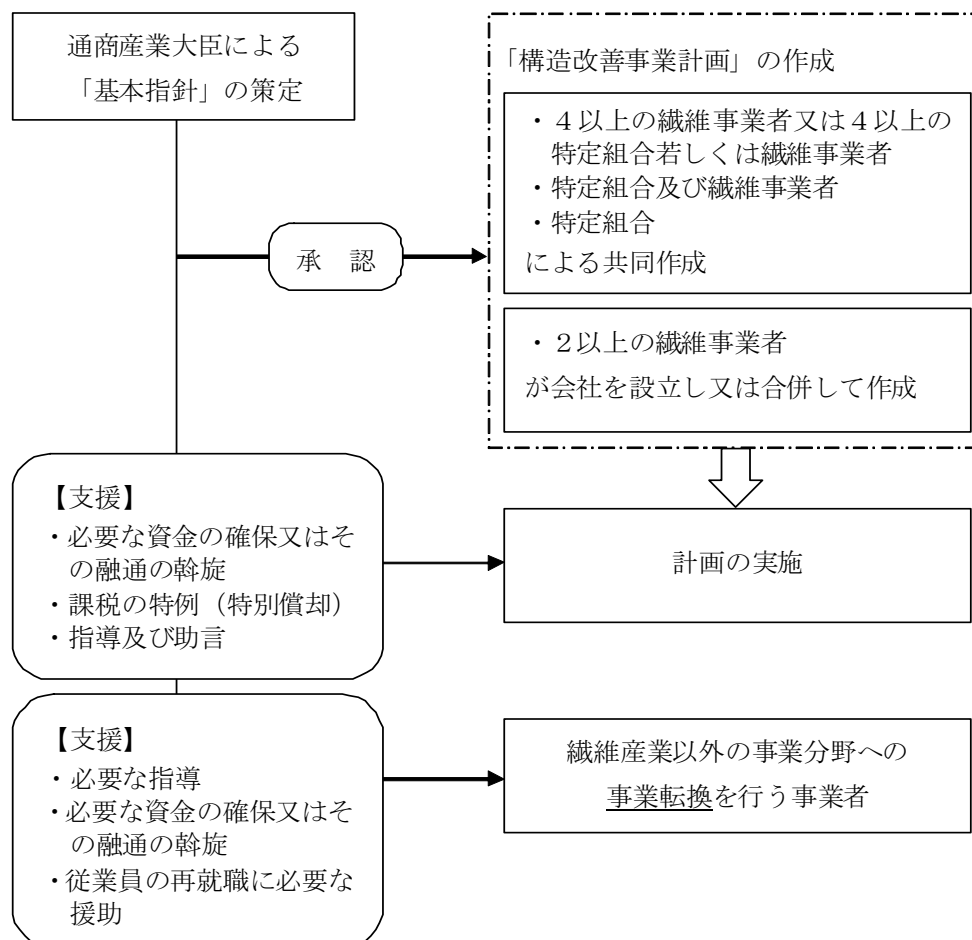 通商産業大臣による
「基本指針」の策定
「構造改善事業計画」の作成
・４以上の繊維事業者又は４以上の
特定組合若しくは繊維事業者
・特定組合及び繊維事業者
・特定組合
による共同作成
承　認
・２以上の繊維事業者
が会社を設立し又は合併して作成
【支援】
・必要な資金の確保又はそ
の融通の斡旋
・課税の特例（特別償却）
・指導及び助言
計画の実施
【支援】
・必要な指導
・必要な資金の確保又はそ
の融通の斡旋
・従業員の再就職に必要な
援助
繊維産業以外の事業分野への
事業転換を行う事業者